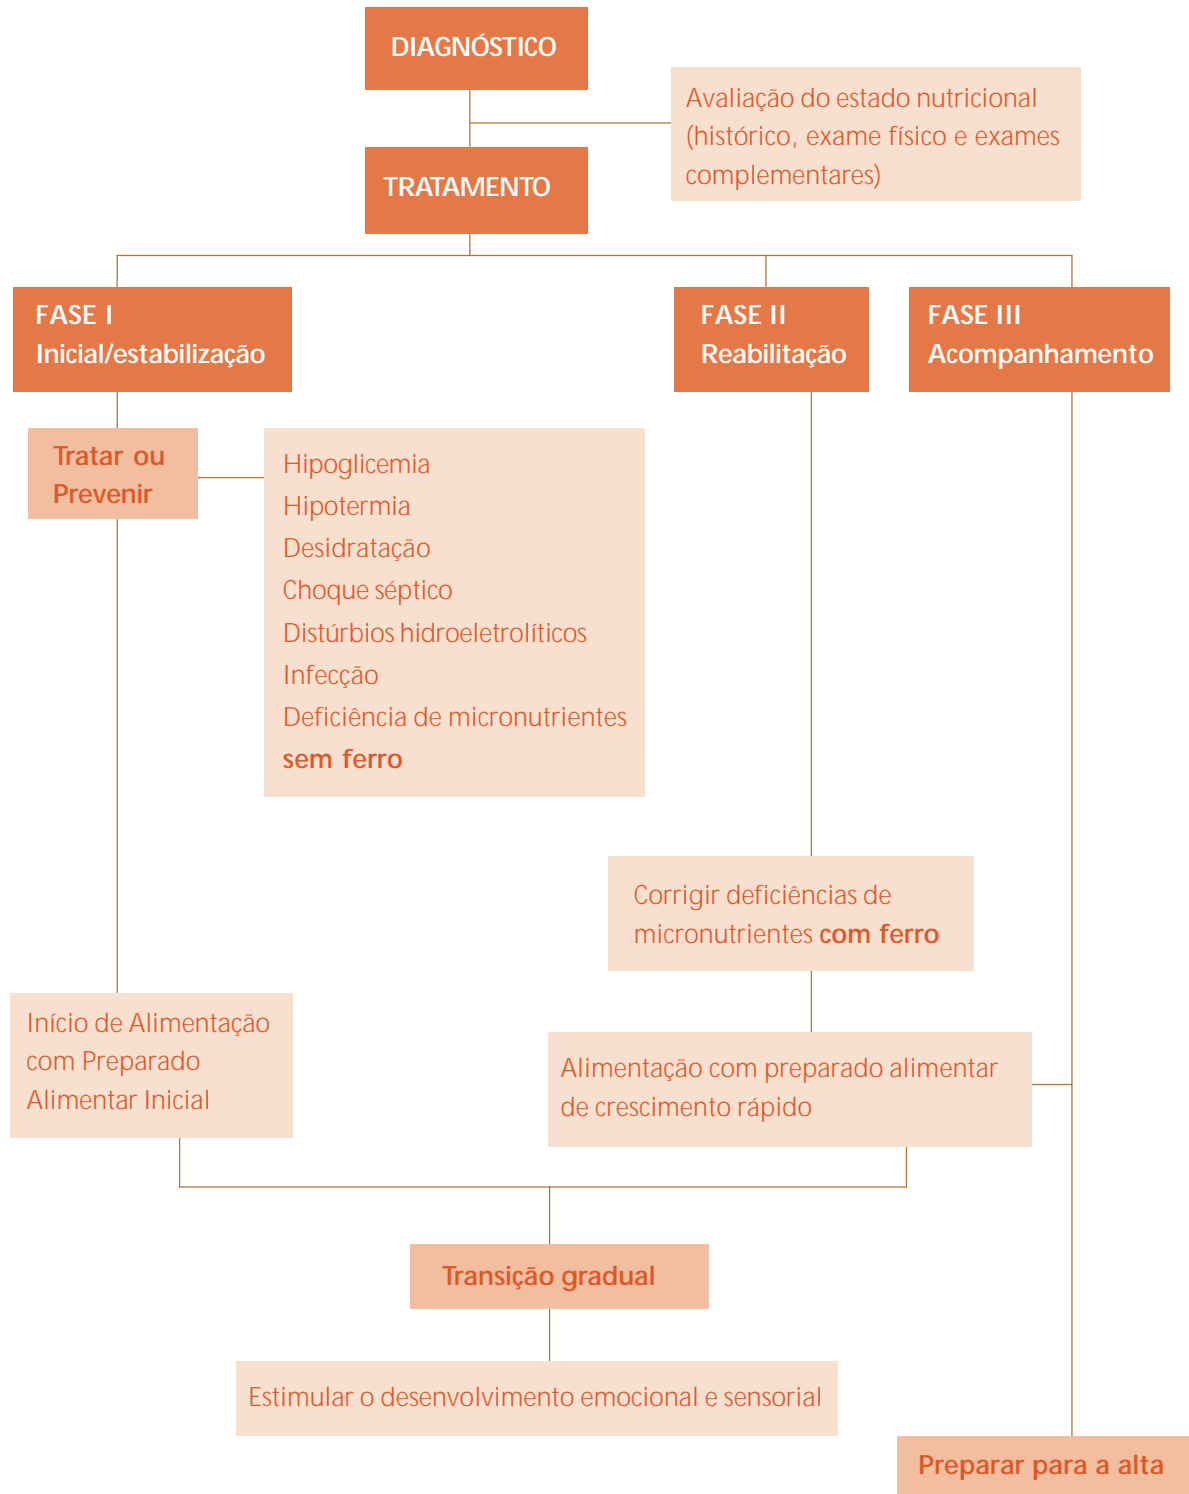 DIAGNÓSTICO
Avaliação do estado nutricional
(histórico, exame físico e exames
complementares)
TRATAMENTO
FASE I
Inicial/estabilização
FASE II
Reabilitação
FASE III
Acompanhamento
Tratar ou
Prevenir
Hipoglicemia
Hipotermia
Desidratação
Choque séptico
Distúrbios hidroeletrolíticos
Infecção
Deficiência de micronutrientes
sem ferro
Corrigir deficiências de
micronutrientes com ferro
Início de Alimentação
com Preparado
Alimentar Inicial
Alimentação com preparado alimentar
de crescimento rápido
Transição gradual
Estimular o desenvolvimento emocional e sensorial
Preparar para a alta